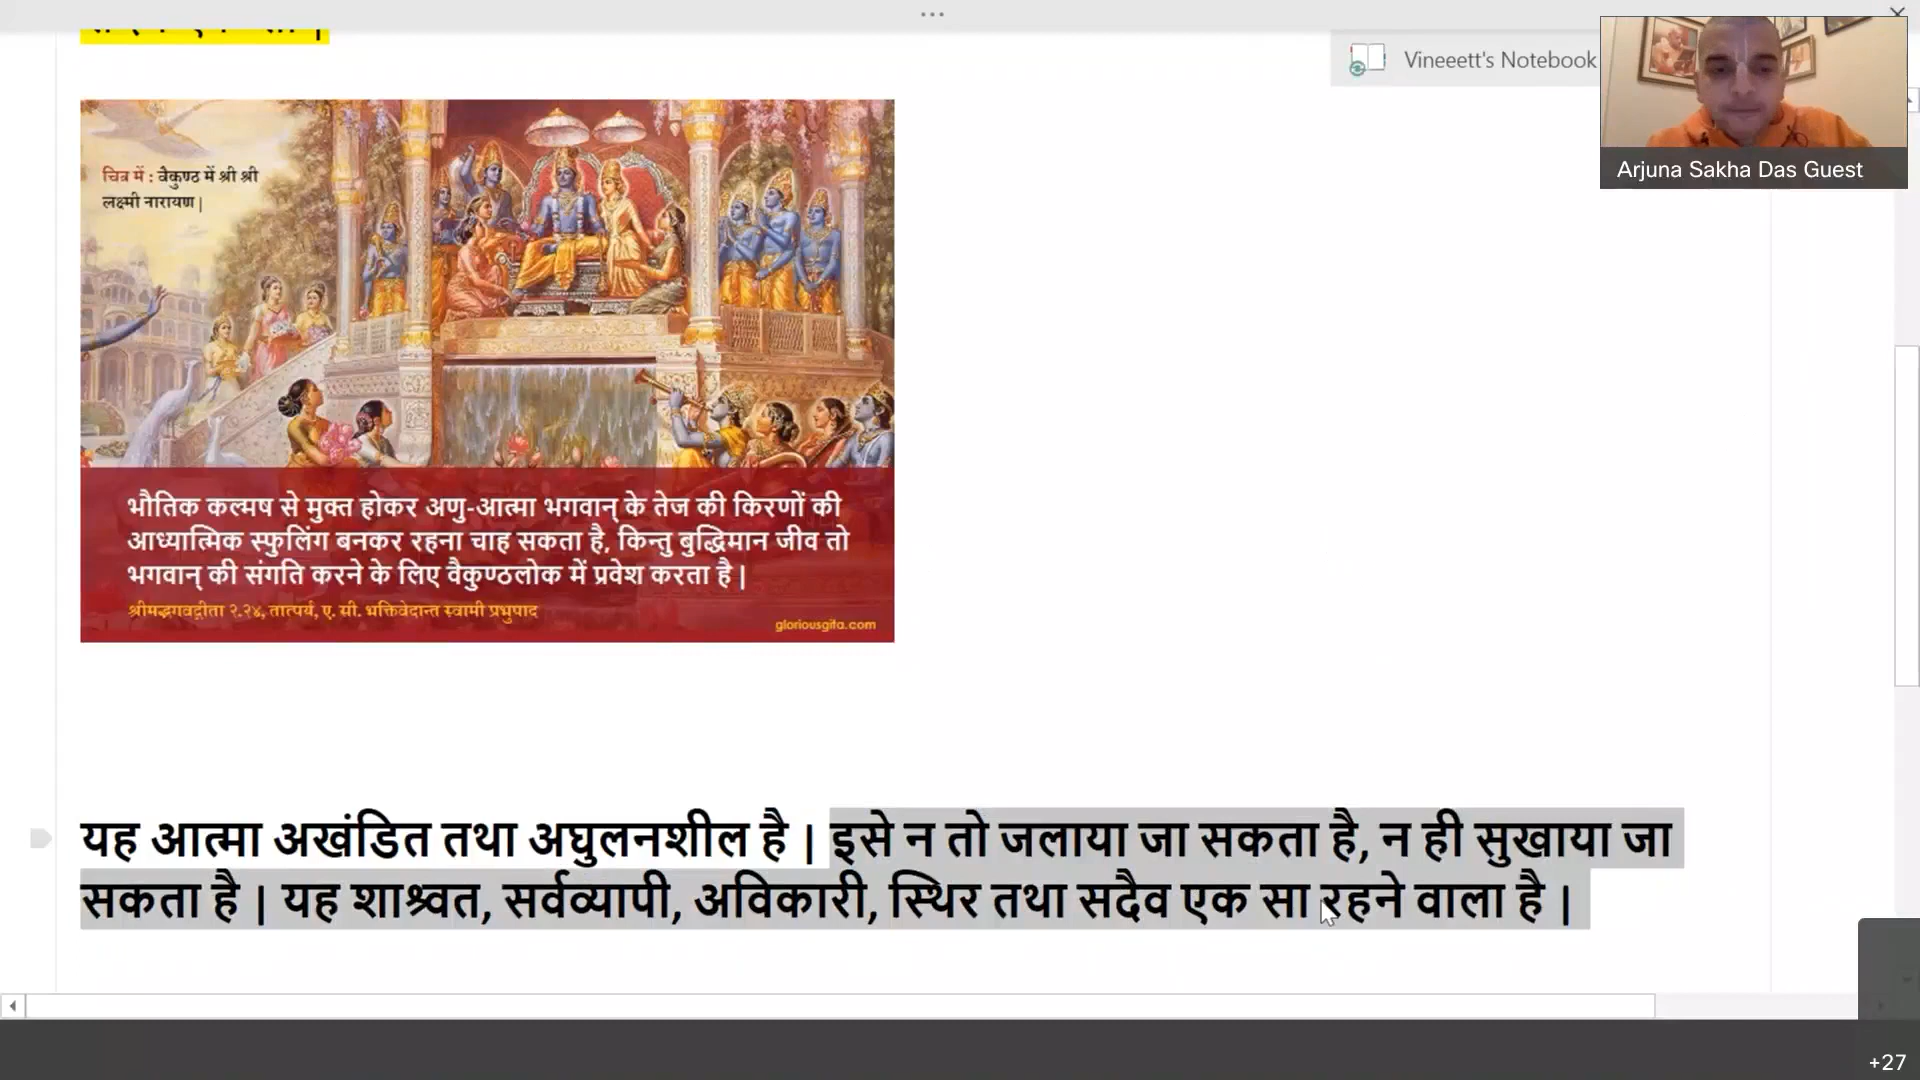 Vineeett's Notebook
Arjuna Sakha Das Guest
चित्र में : वैकुण्ठ में श्री श्री
लक्ष्मी नारायण |
भौतिक कल्मष से मुक्त होकर अणु-आत्मा भगवान् के तेज की किरणों की
आध्यात्मिक स्फुलिंग बनकर रहना चाह सकता है, किन्तु बुद्धिमान जीव तो
भगवान् की संगति करने के लिए वैकुण्ठलोक में प्रवेश करता है |
श्रीमद्भगवद्गीता २.२४, तात्पर्य, ए. सी. भक्तिवेदान्त स्वामी प्रभुपाद
gloriousgita.com
यह आत्मा अखंडित तथा अघुलनशील है | इसे न तो जलाया जा सकता है, न ही सुखाया जा
सकता है | यह शाश्र्वत, सर्वव्यापी, अविकारी, स्थिर तथा सदैव एक सा रहने वाला है |
+27